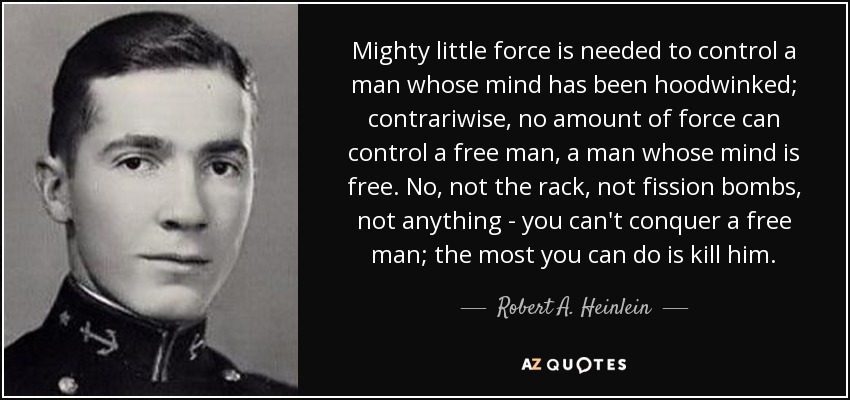 Mighty little force is needed to control a
man whose mind has been hoodwinked;
contrariwise, no amount of force can
control a free man, a man whose mind is
free. No, not the rack, not fission bombs,
not anything - you can't conquer a free
man; the most you can do is kill him.
Robert A. Heinlein
AZ QUOTES